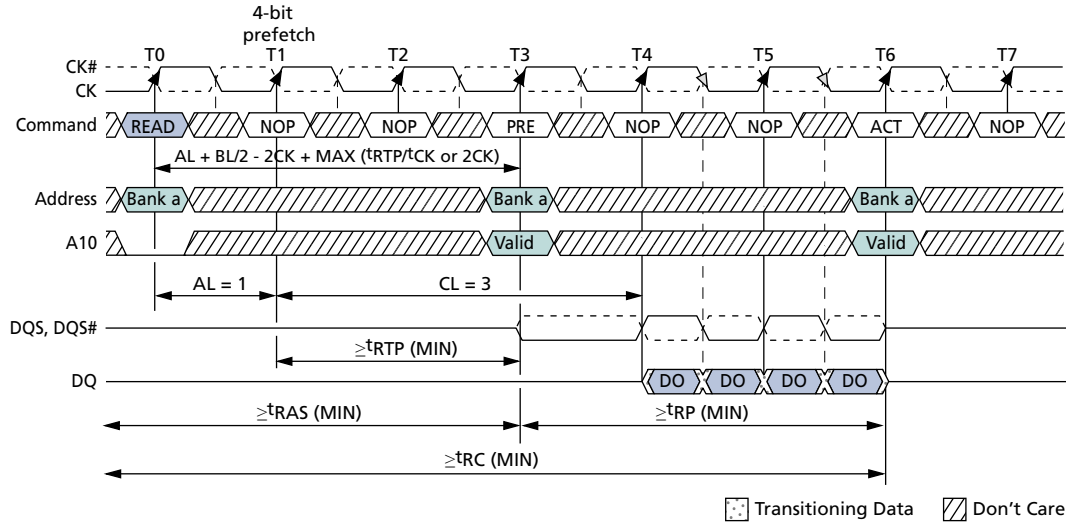 4-bit
prefetch
T0 T1 T2 T3 T4 T5 T6 T7
CK#
CK
Command READ NOP NOP PRE NOP NOP ACT NOP
AL + BL/2 - 2CK + MAX (tRTP/tCK or 2CK)
Address Bank a Bank a Bank a
A10 Valid Valid
AL = 1 CL = 3
DQS, DQS#
≥tRTP (MIN)
DQ DO DO DO DO
≥tRAS (MIN) ≥tRP (MIN)
≥tRC (MIN)
Transitioning Data Don't Care